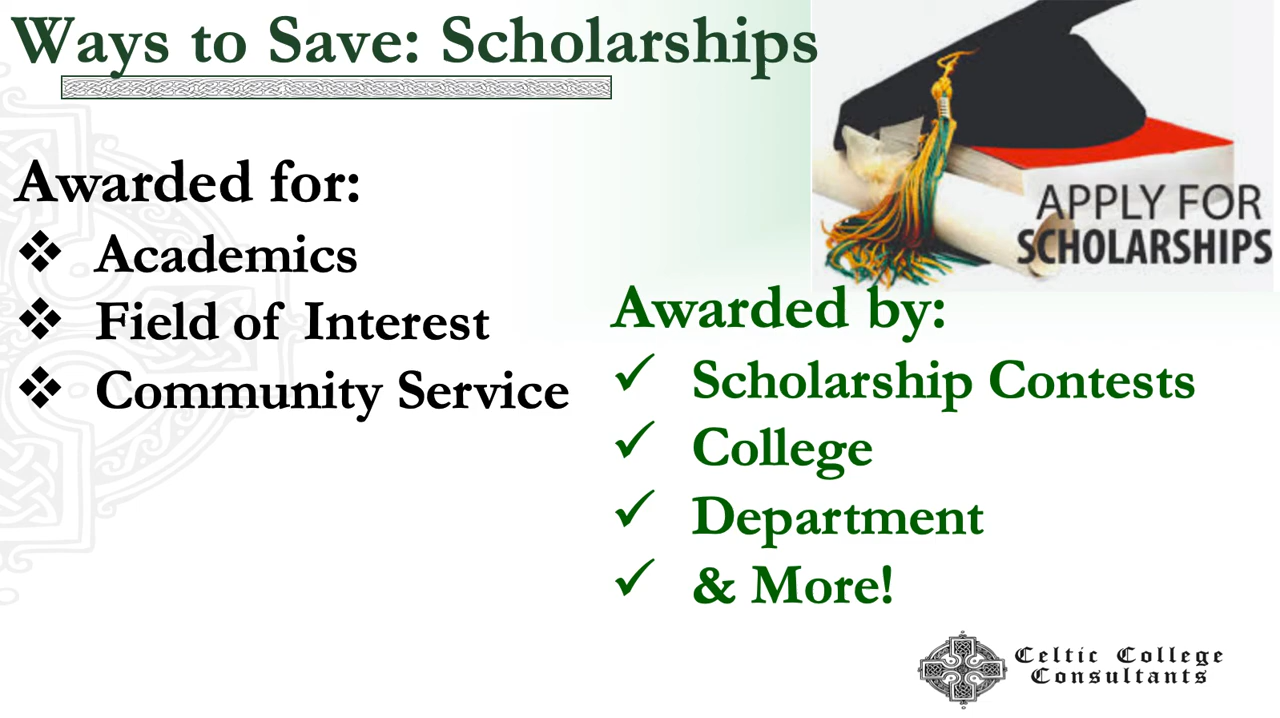 Ways to Save: Scholarships
APPLY FOR
SCHOLARSHIPS
Awarded for:
Academics
Field of Interest
Community Service
Awarded by:
Scholarship Contests
College
Department
& More!
Celtic College
Consultants